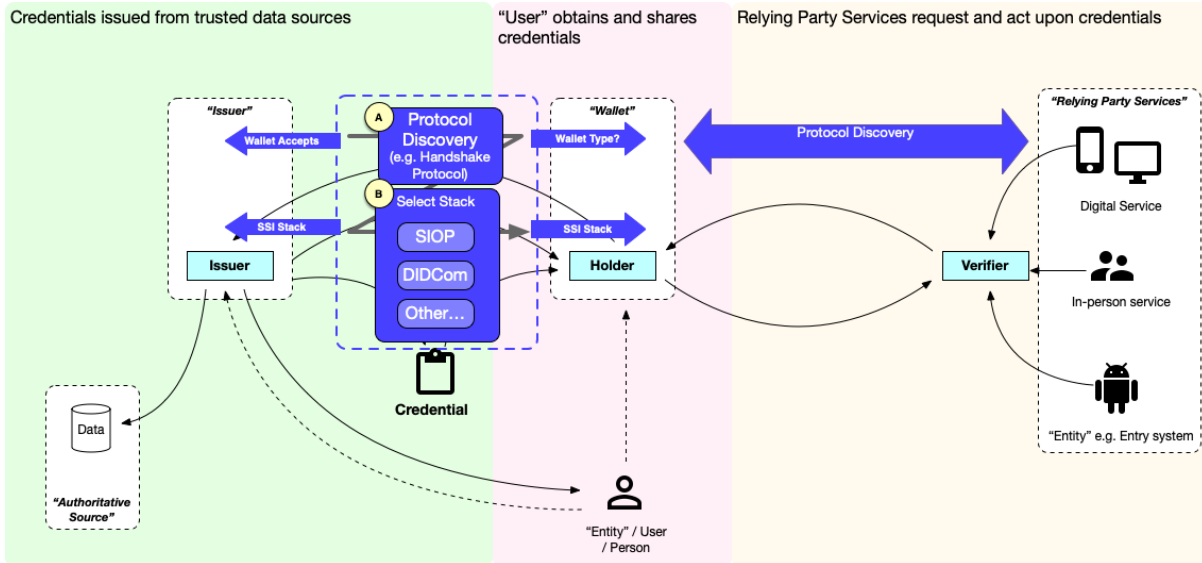 Credentials issued from trusted data sources
“User” obtains and shares
credentials
Relying Party Services request and act upon credentials
“Issuer”
A
Protocol
Discovery
(e.g. Handshake
Protocol)
Wallet Accepts
Wallet Type?
“Wallet”
Protocol Discovery
“Relying Party Services”
Digital Service
B
Select Stack
SSI Stack
SSI Stack
SIOP
DIDCom
Other...
Issuer
Holder
Verifier
In-person service
Credential
Data
“Authoritative
Source”
“Entity” / User
/ Person
“Entity” e.g. Entry system